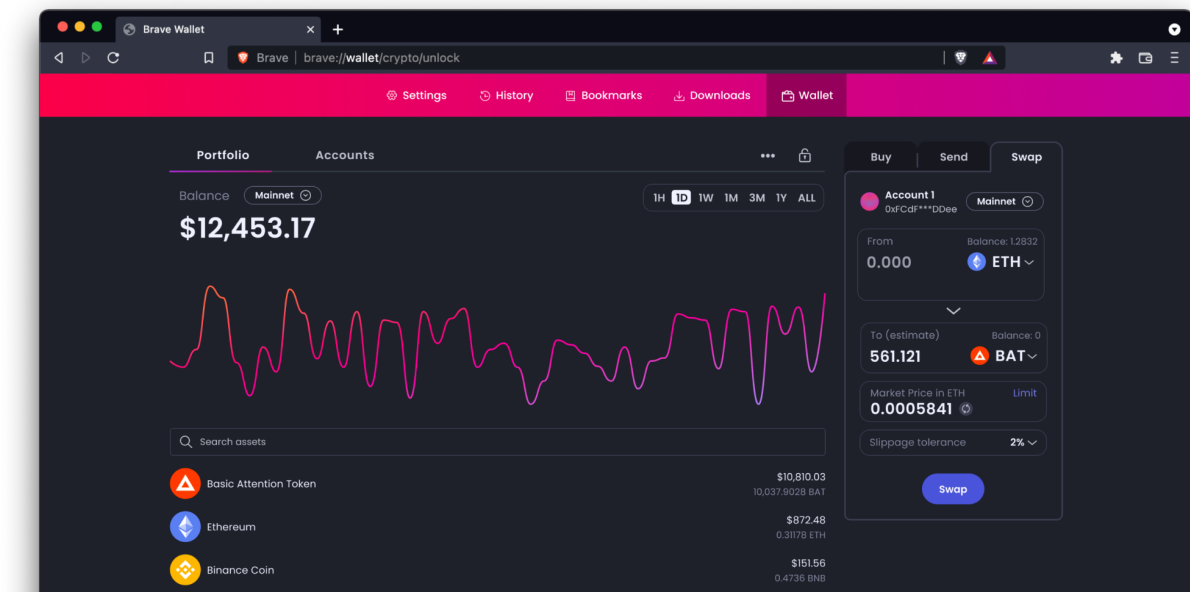 Brave Wallet
Brave | brave://wallet/crypto/unlock
Settings History Bookmarks Downloads Wallet
Portfolio Accounts
Balance Mainnet
1H 1D 1W 1M 3M 1Y ALL
$12,453.17
Search assets
Basic Attention Token $10,810.03
10,037.9028 BAT
Ethereum $872.48
0.31178 ETH
Binance Coin $151.56
0.4736 BNB
Buy Send Swap
Account 1
0xFCdF***DDee
Mainnet
From Balance: 1.2832
0.000 ETH
To (estimate) Balance: 0
561.121 BAT
Market Price in ETH Limit
0.0005841
Slippage tolerance 2%
Swap